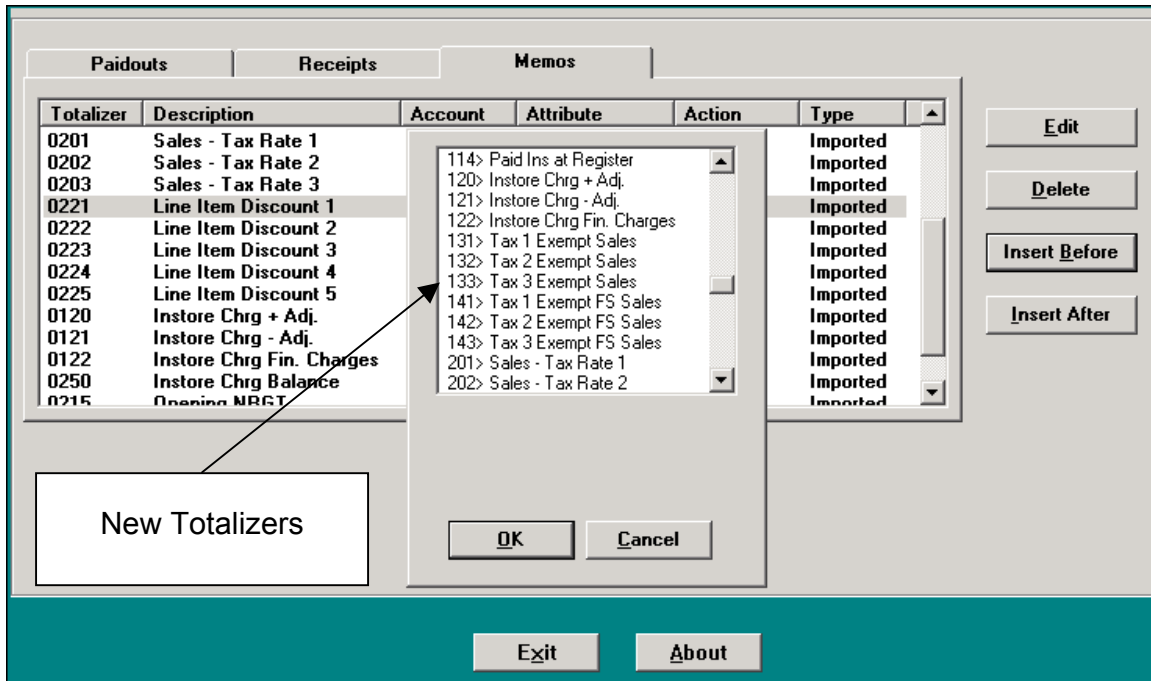 Paidouts Receipts Memos
Totalizer Description Account Attribute Action Type
0201 Sales - Tax Rate 1 Imported
0202 Sales - Tax Rate 2 Imported
0203 Sales - Tax Rate 3 Imported
0221 Line Item Discount 1 Imported
0222 Line Item Discount 2 Imported
0223 Line Item Discount 3 Imported
0224 Line Item Discount 4 Imported
0225 Line Item Discount 5 Imported
0120 Instore Chrg + Adj. Imported
0121 Instore Chrg - Adj. Imported
0122 Instore Chrg Fin. Charges Imported
0250 Instore Chrg Balance Imported
0215 Opening NRGT Imported
114> Paid Ins at Register
120> Instore Chrg + Adj.
121> Instore Chrg - Adj.
122> Instore Chrg Fin. Charges
131> Tax 1 Exempt Sales
132> Tax 2 Exempt Sales
133> Tax 3 Exempt Sales
141> Tax 1 Exempt FS Sales
142> Tax 2 Exempt FS Sales
143> Tax 3 Exempt FS Sales
201> Sales - Tax Rate 1
202> Sales - Tax Rate 2
OK Cancel
Edit
Delete
Insert Before
Insert After
New Totalizers
Exit About